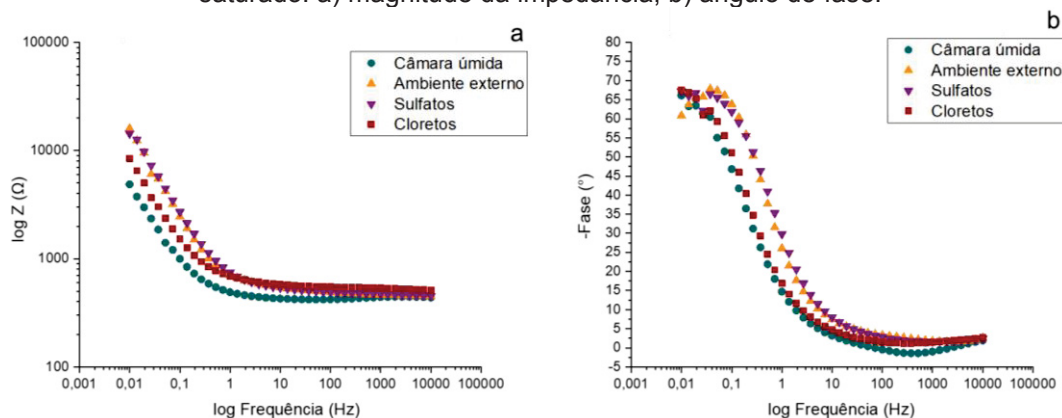 saturado: a) magnitude da impedância; b) ângulo de fase.
a
100000
10000
1000
100
log Z (Ω)
Câmara úmida
Ambiente externo
Sulfatos
Cloretos
0,001 0,01 0,1 1 10 100 1000 10000 100000
log Frequência (Hz)
b
80
75
70
65
60
55
50
45
40
35
30
25
20
15
10
5
0
-5
-Fase (°)
Câmara úmida
Ambiente externo
Sulfatos
Cloretos
0,001 0,01 0,1 1 10 100 1000 10000 100000
log Frequência (Hz)